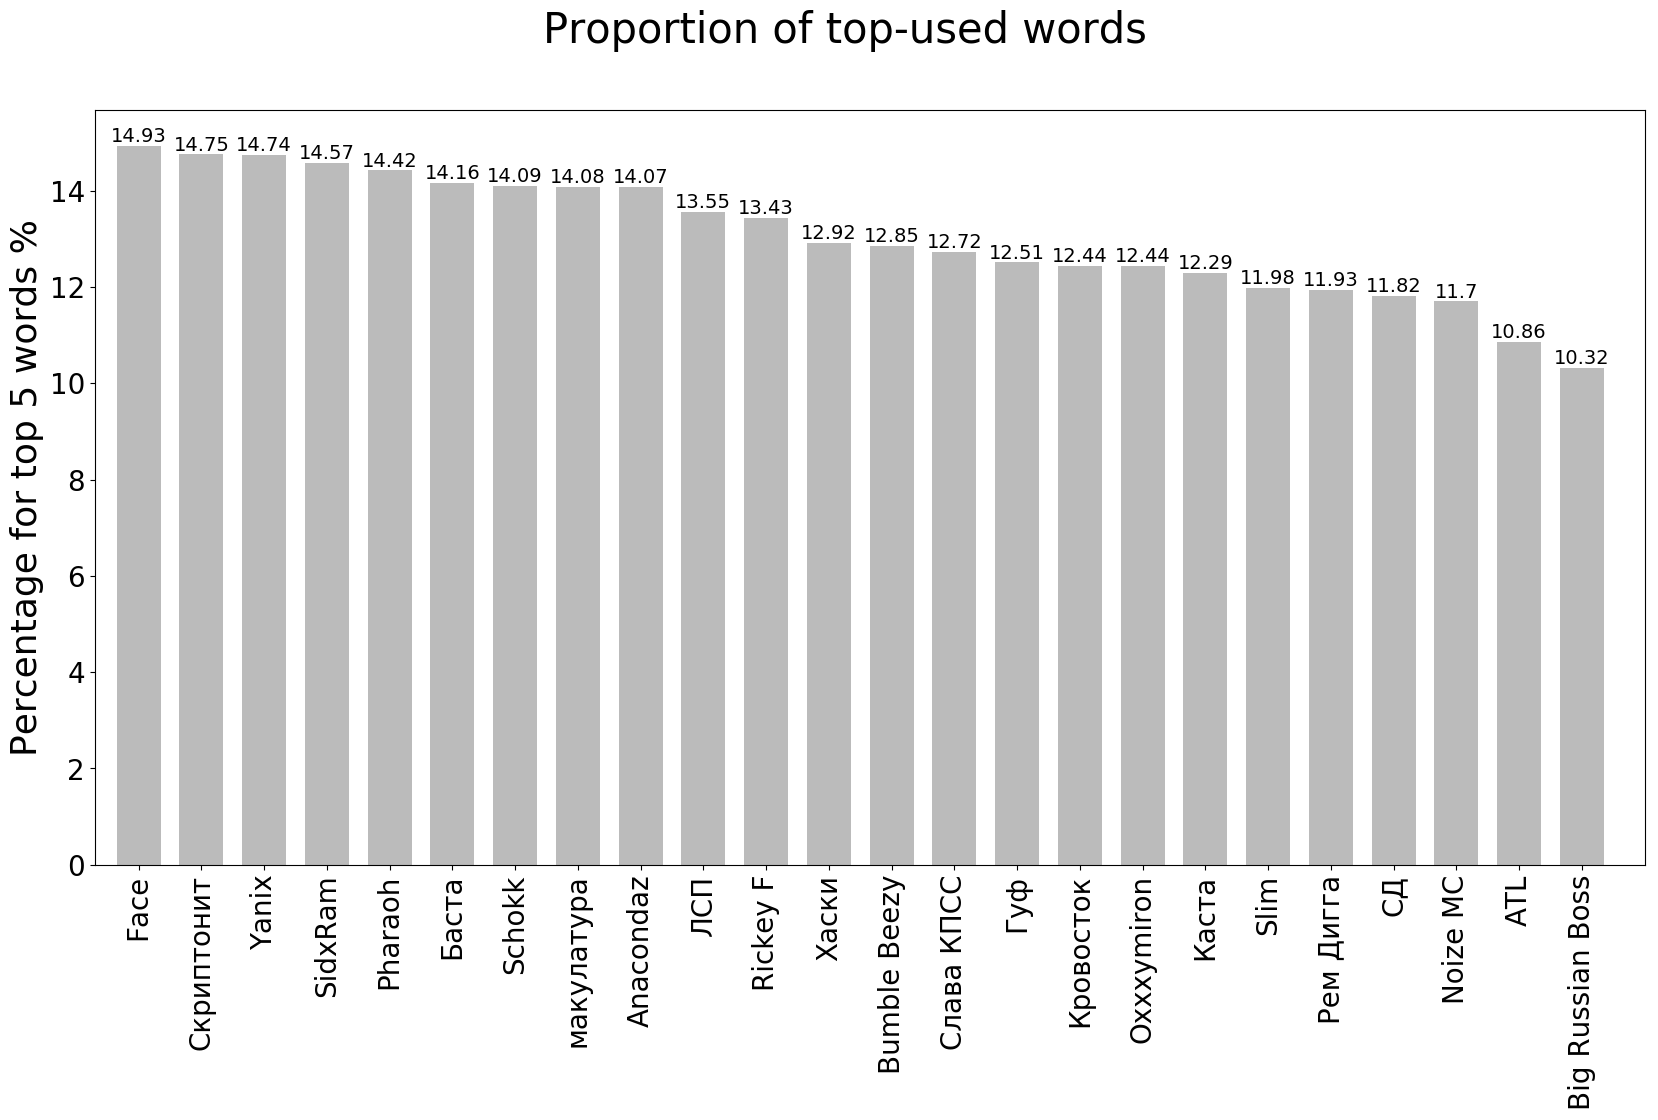 Proportion of top-used words
Percentage for top 5 words %
14
12
10
8
6
4
2
0
14.93
14.75
14.74
14.57
14.42
14.16
14.09
14.08
14.07
13.55
13.43
12.92
12.85
12.72
12.51
12.44
12.44
12.29
11.98
11.93
11.82
11.7
10.86
10.32
Face
Скриптонит
Yanix
SidxRam
Pharaoh
Баста
Schokk
макулатура
Anacondaz
ЛСП
Rickey F
Хаски
Bumble Beezy
Слава КПСС
Гуф
Кровосток
Oxxxymiron
Каста
Slim
Рем Дигга
СД
Noize MC
ATL
Big Russian Boss